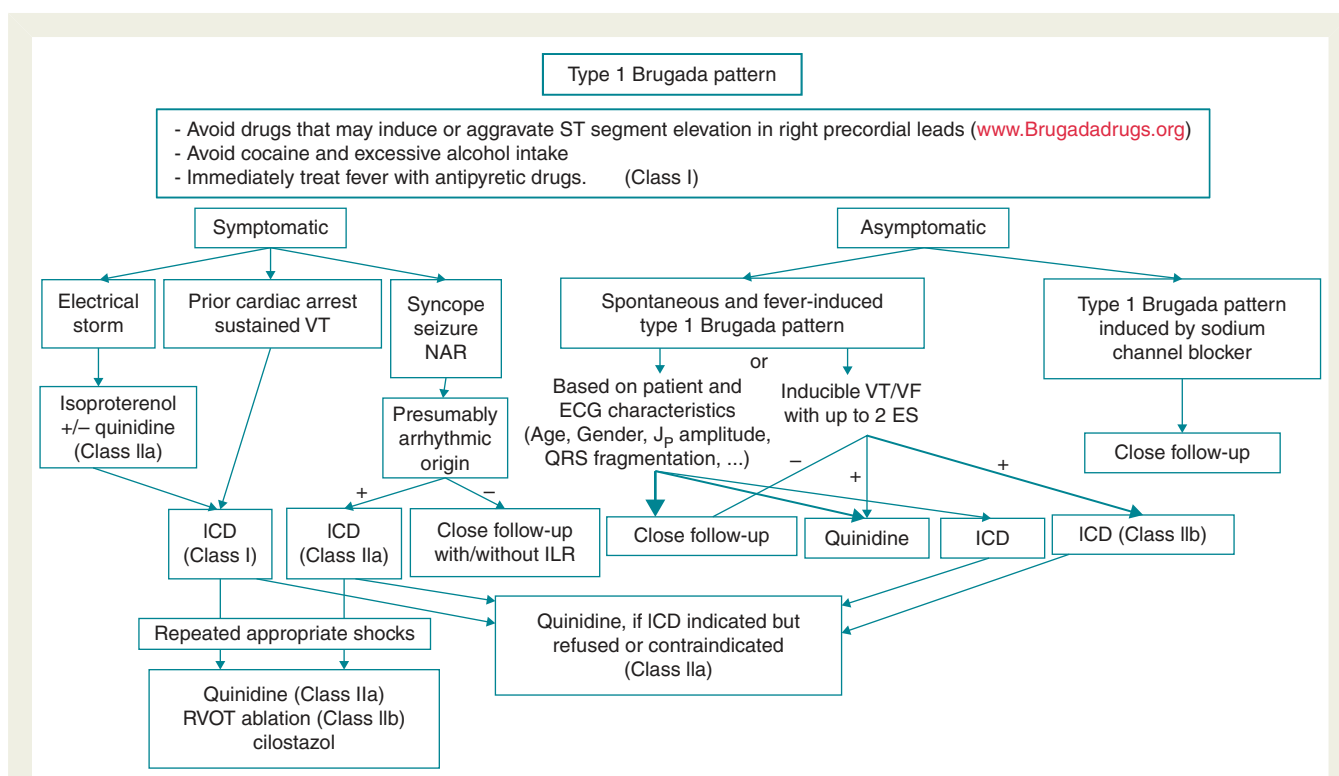 Type 1 Brugada pattern
- Avoid drugs that may induce or aggravate ST segment elevation in right precordial leads (www.Brugadadrugs.org)
- Avoid cocaine and excessive alcohol intake
- Immediately treat fever with antipyretic drugs. (Class I)
Symptomatic
Asymptomatic
Electrical
storm
Prior cardiac arrest
sustained VT
Syncope
seizure
NAR
Spontaneous and fever-induced
type 1 Brugada pattern
Type 1 Brugada pattern
induced by sodium
channel blocker
or
Isoproterenol
+/– quinidine
(Class IIa)
Presumably
arrhythmic
origin
Based on patient and
ECG characteristics
(Age, Gender, JP amplitude,
QRS fragmentation, ...)
Inducible VT/VF
with up to 2 ES
Close follow-up
+
–
–
+
+
ICD
(Class I)
ICD
(Class IIa)
Close follow-up
with/without ILR
Close follow-up
Quinidine
ICD
ICD (Class IIb)
Repeated appropriate shocks
Quinidine, if ICD indicated but
refused or contraindicated
(Class IIa)
Quinidine (Class IIa)
RVOT ablation (Class IIb)
cilostazol